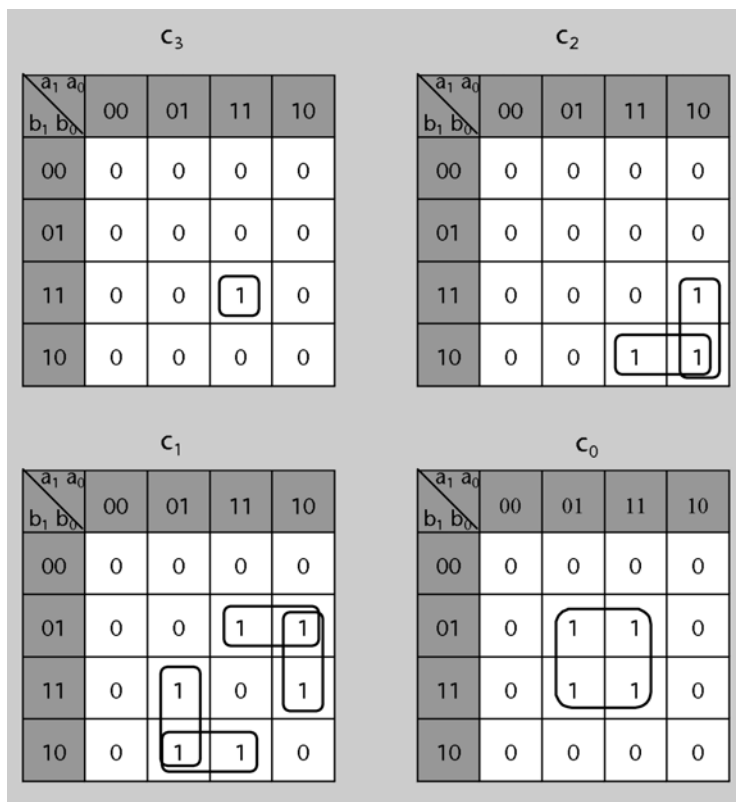 c₃
a₁ a₀
b₁ b₀
00 01 11 10
00 0 0 0 0
01 0 0 0 0
11 0 0 1 0
10 0 0 0 0
c₂
a₁ a₀
b₁ b₀
00 01 11 10
00 0 0 0 0
01 0 0 0 0
11 0 0 0 1
10 0 0 1 1
c₁
a₁ a₀
b₁ b₀
00 01 11 10
00 0 0 0 0
01 0 0 1 1
11 0 1 0 1
10 0 1 1 0
c₀
a₁ a₀
b₁ b₀
00 01 11 10
00 0 0 0 0
01 0 1 1 0
11 0 1 1 0
10 0 0 0 0